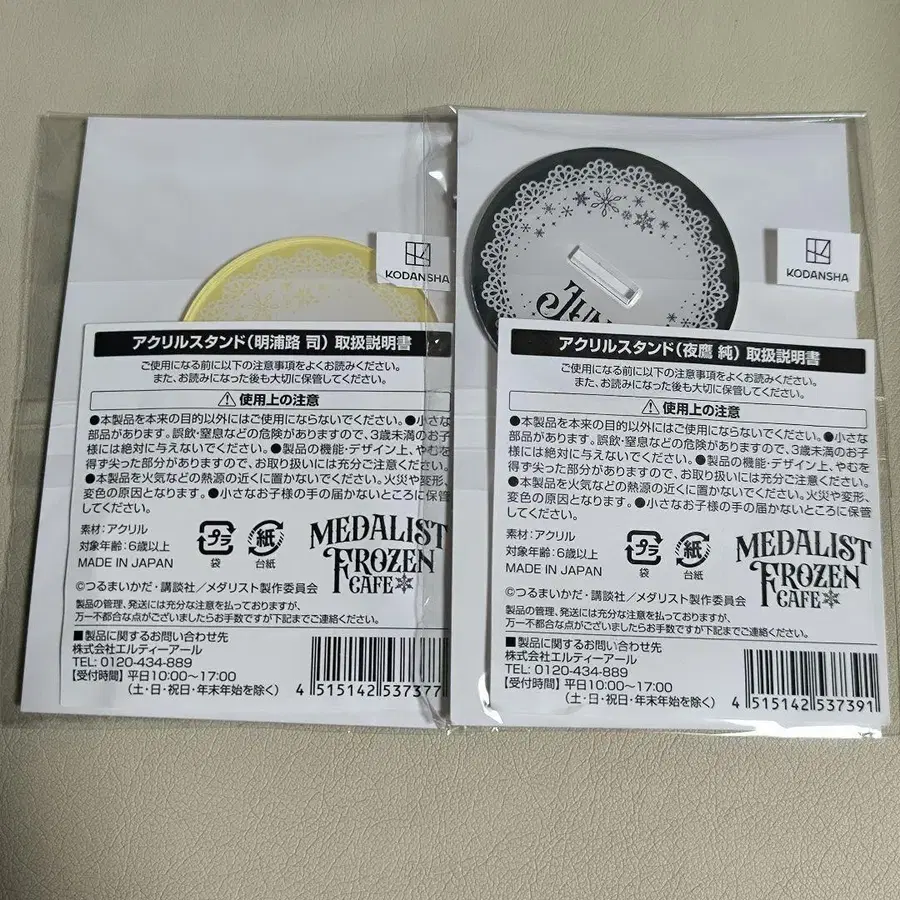 KODANSHA
アクリルスタンド(明浦路 司) 取扱説明書
ご使用になる前に以下の注意事項をよくお読みください。
また、お読みになった後も大切に保管してください。
使用上の注意
●本製品を本来の目的以外にはご使用にならないでください。●小さな
部品があります。誤飲・窒息などの危険がありますので、3歳未満のお子
様には絶対に与えないでください。●製品の機能・デザイン上、やむを
得ず尖った部分がありますので、お取り扱いには充分ご注意ください。
●本製品を火気などの熱源の近くに置かないでください。火災や変形、
変色の原因となります。●小さなお子様の手の届かないところに保管
してください。
素材:アクリル
対象年齢:6歳以上
MADE IN JAPAN
プラ
袋
紙
台紙
MEDALIST
FROZEN
CAFE
©つるまいかだ・講談社/メダリスト製作委員会
製品の管理、発送には充分な注意を払っておりますが、
万一不都合な点がございましたらお手数ですが下記までご連絡ください。
■製品に関するお問い合わせ先
株式会社エルティーアール
TEL: 0120-434-889
【受付時間】平日10:00〜17:00
(土・日・祝日・年末年始を除く)
4 515142 537377
KODANSHA
アクリルスタンド(夜鷹 純) 取扱説明書
ご使用になる前に以下の注意事項をよくお読みください。
また、お読みになった後も大切に保管してください。
使用上の注意
●本製品を本来の目的以外にはご使用にならないでください。●小さな
部品があります。誤飲・窒息などの危険がありますので、3歳未満のお子
様には絶対に与えないでください。●製品の機能・デザイン上、やむを
得ず尖った部分がありますので、お取り扱いには充分ご注意ください。
●本製品を火気などの熱源の近くに置かないでください。火災や変形、
変色の原因となります。●小さなお子様の手の届かないところに保管
してください。
素材:アクリル
対象年齢:6歳以上
MADE IN JAPAN
プラ
袋
紙
台紙
MEDALIST
FROZEN
CAFE
©つるまいかだ・講談社/メダリスト製作委員会
製品の管理、発送には充分な注意を払っておりますが、
万一不都合な点がございましたらお手数ですが下記までご連絡ください。
■製品に関するお問い合わせ先
株式会社エルティーアール
TEL: 0120-434-889
【受付時間】平日10:00〜17:00
(土・日・祝日・年末年始を除く)
4 515142 537391